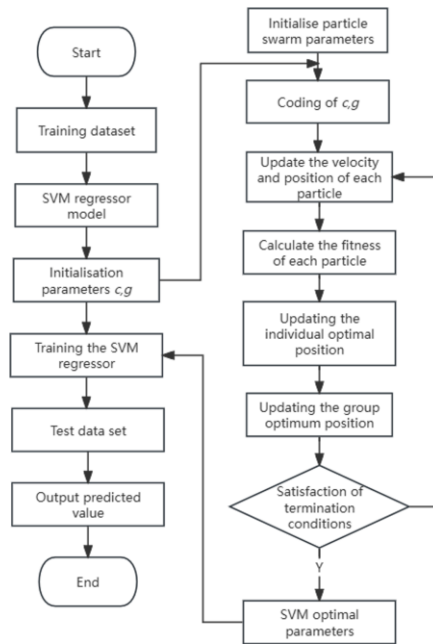 Start
Training dataset
SVM regressor
model
Initialisation
parameters c,g
Training the SVM
regressor
Test data set
Output predicted
value
End
Initialise particle
swarm parameters
Coding of c,g
Update the velocity
and position of each
particle
Calculate the fitness
of each particle
Updating the
individual optimal
position
Updating the group
optimum position
Satisfaction of
termination
conditions
Y
SVM optimal
parameters